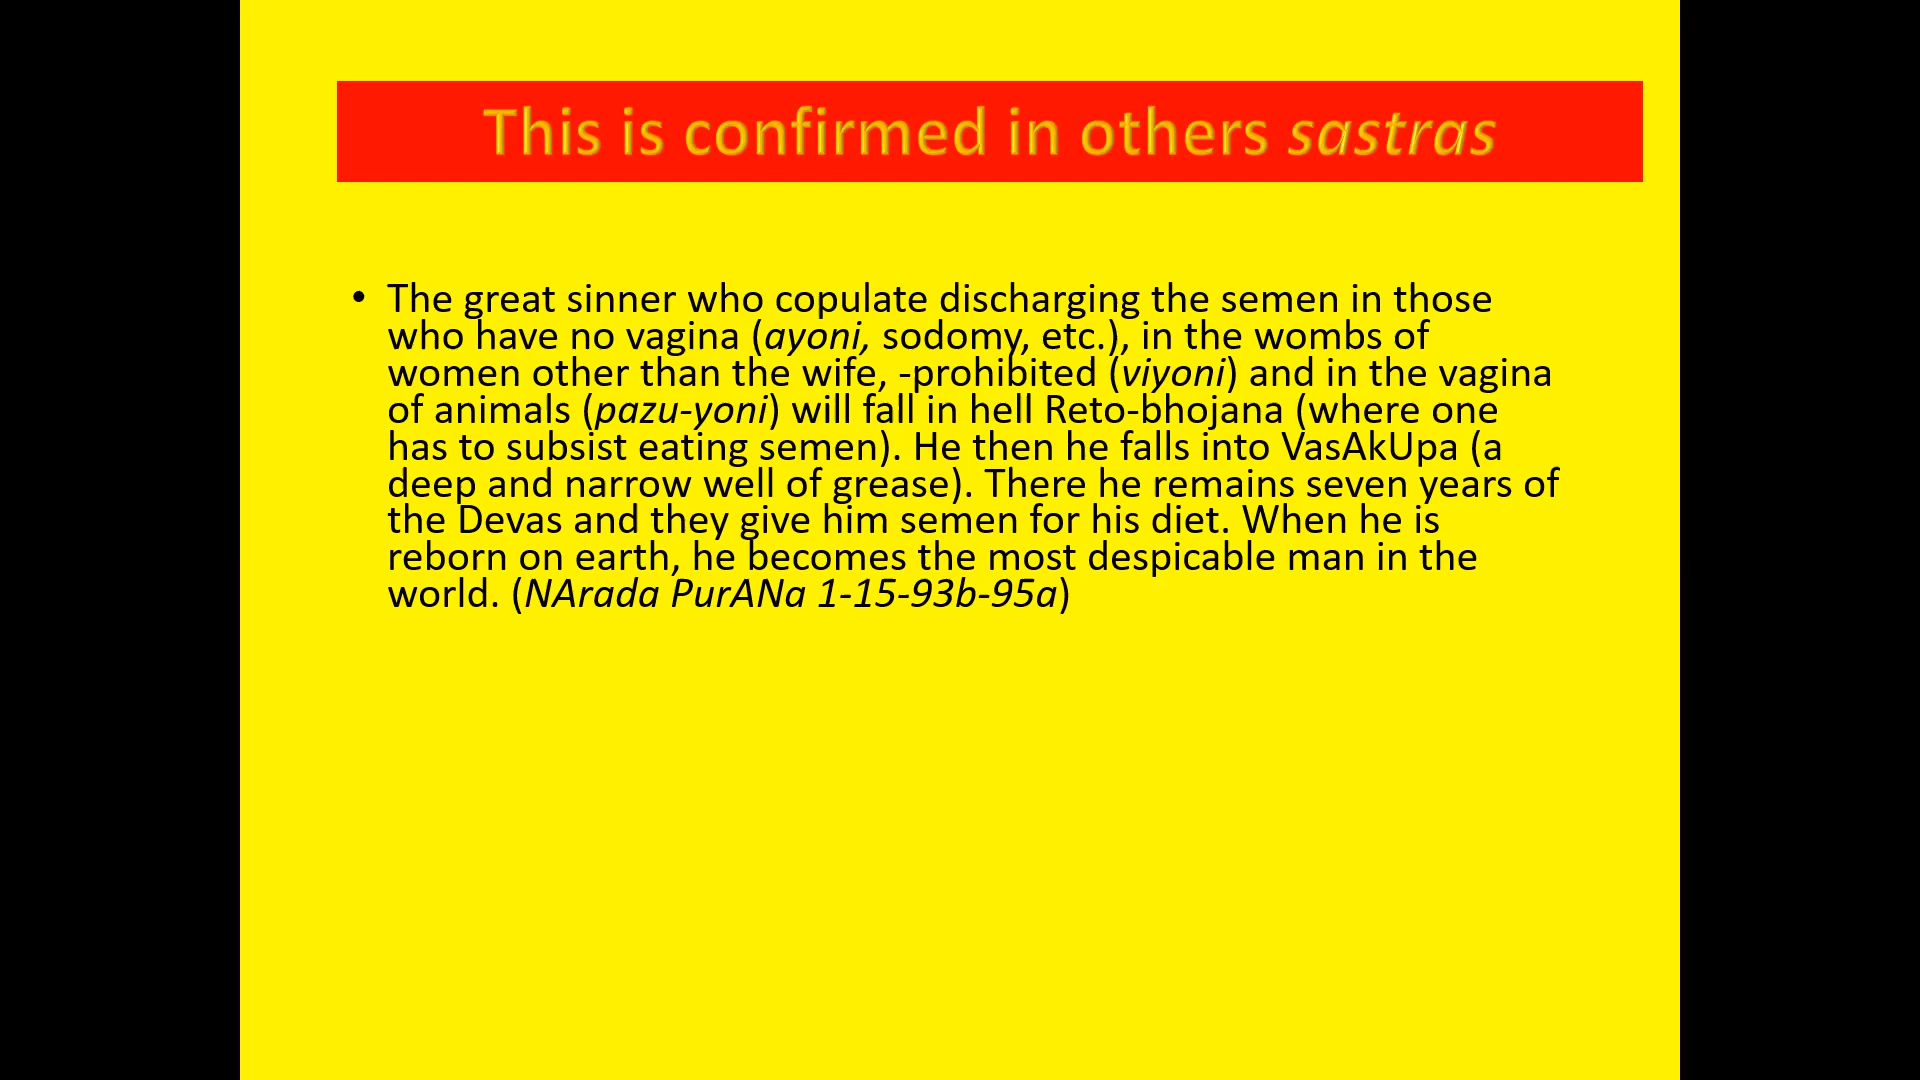 This is confirmed in others sastras
• The great sinner who copulate discharging the semen in those
who have no vagina (ayoni, sodomy, etc.), in the wombs of
women other than the wife, -prohibited (viyoni) and in the vagina
of animals (pazu-yoni) will fall in hell Reto-bhojana (where one
has to subsist eating semen). He then he falls into VasAkUpa (a
deep and narrow well of grease). There he remains seven years of
the Devas and they give him semen for his diet. When he is
reborn on earth, he becomes the most despicable man in the
world. (NArada PurANa 1-15-93b-95a)